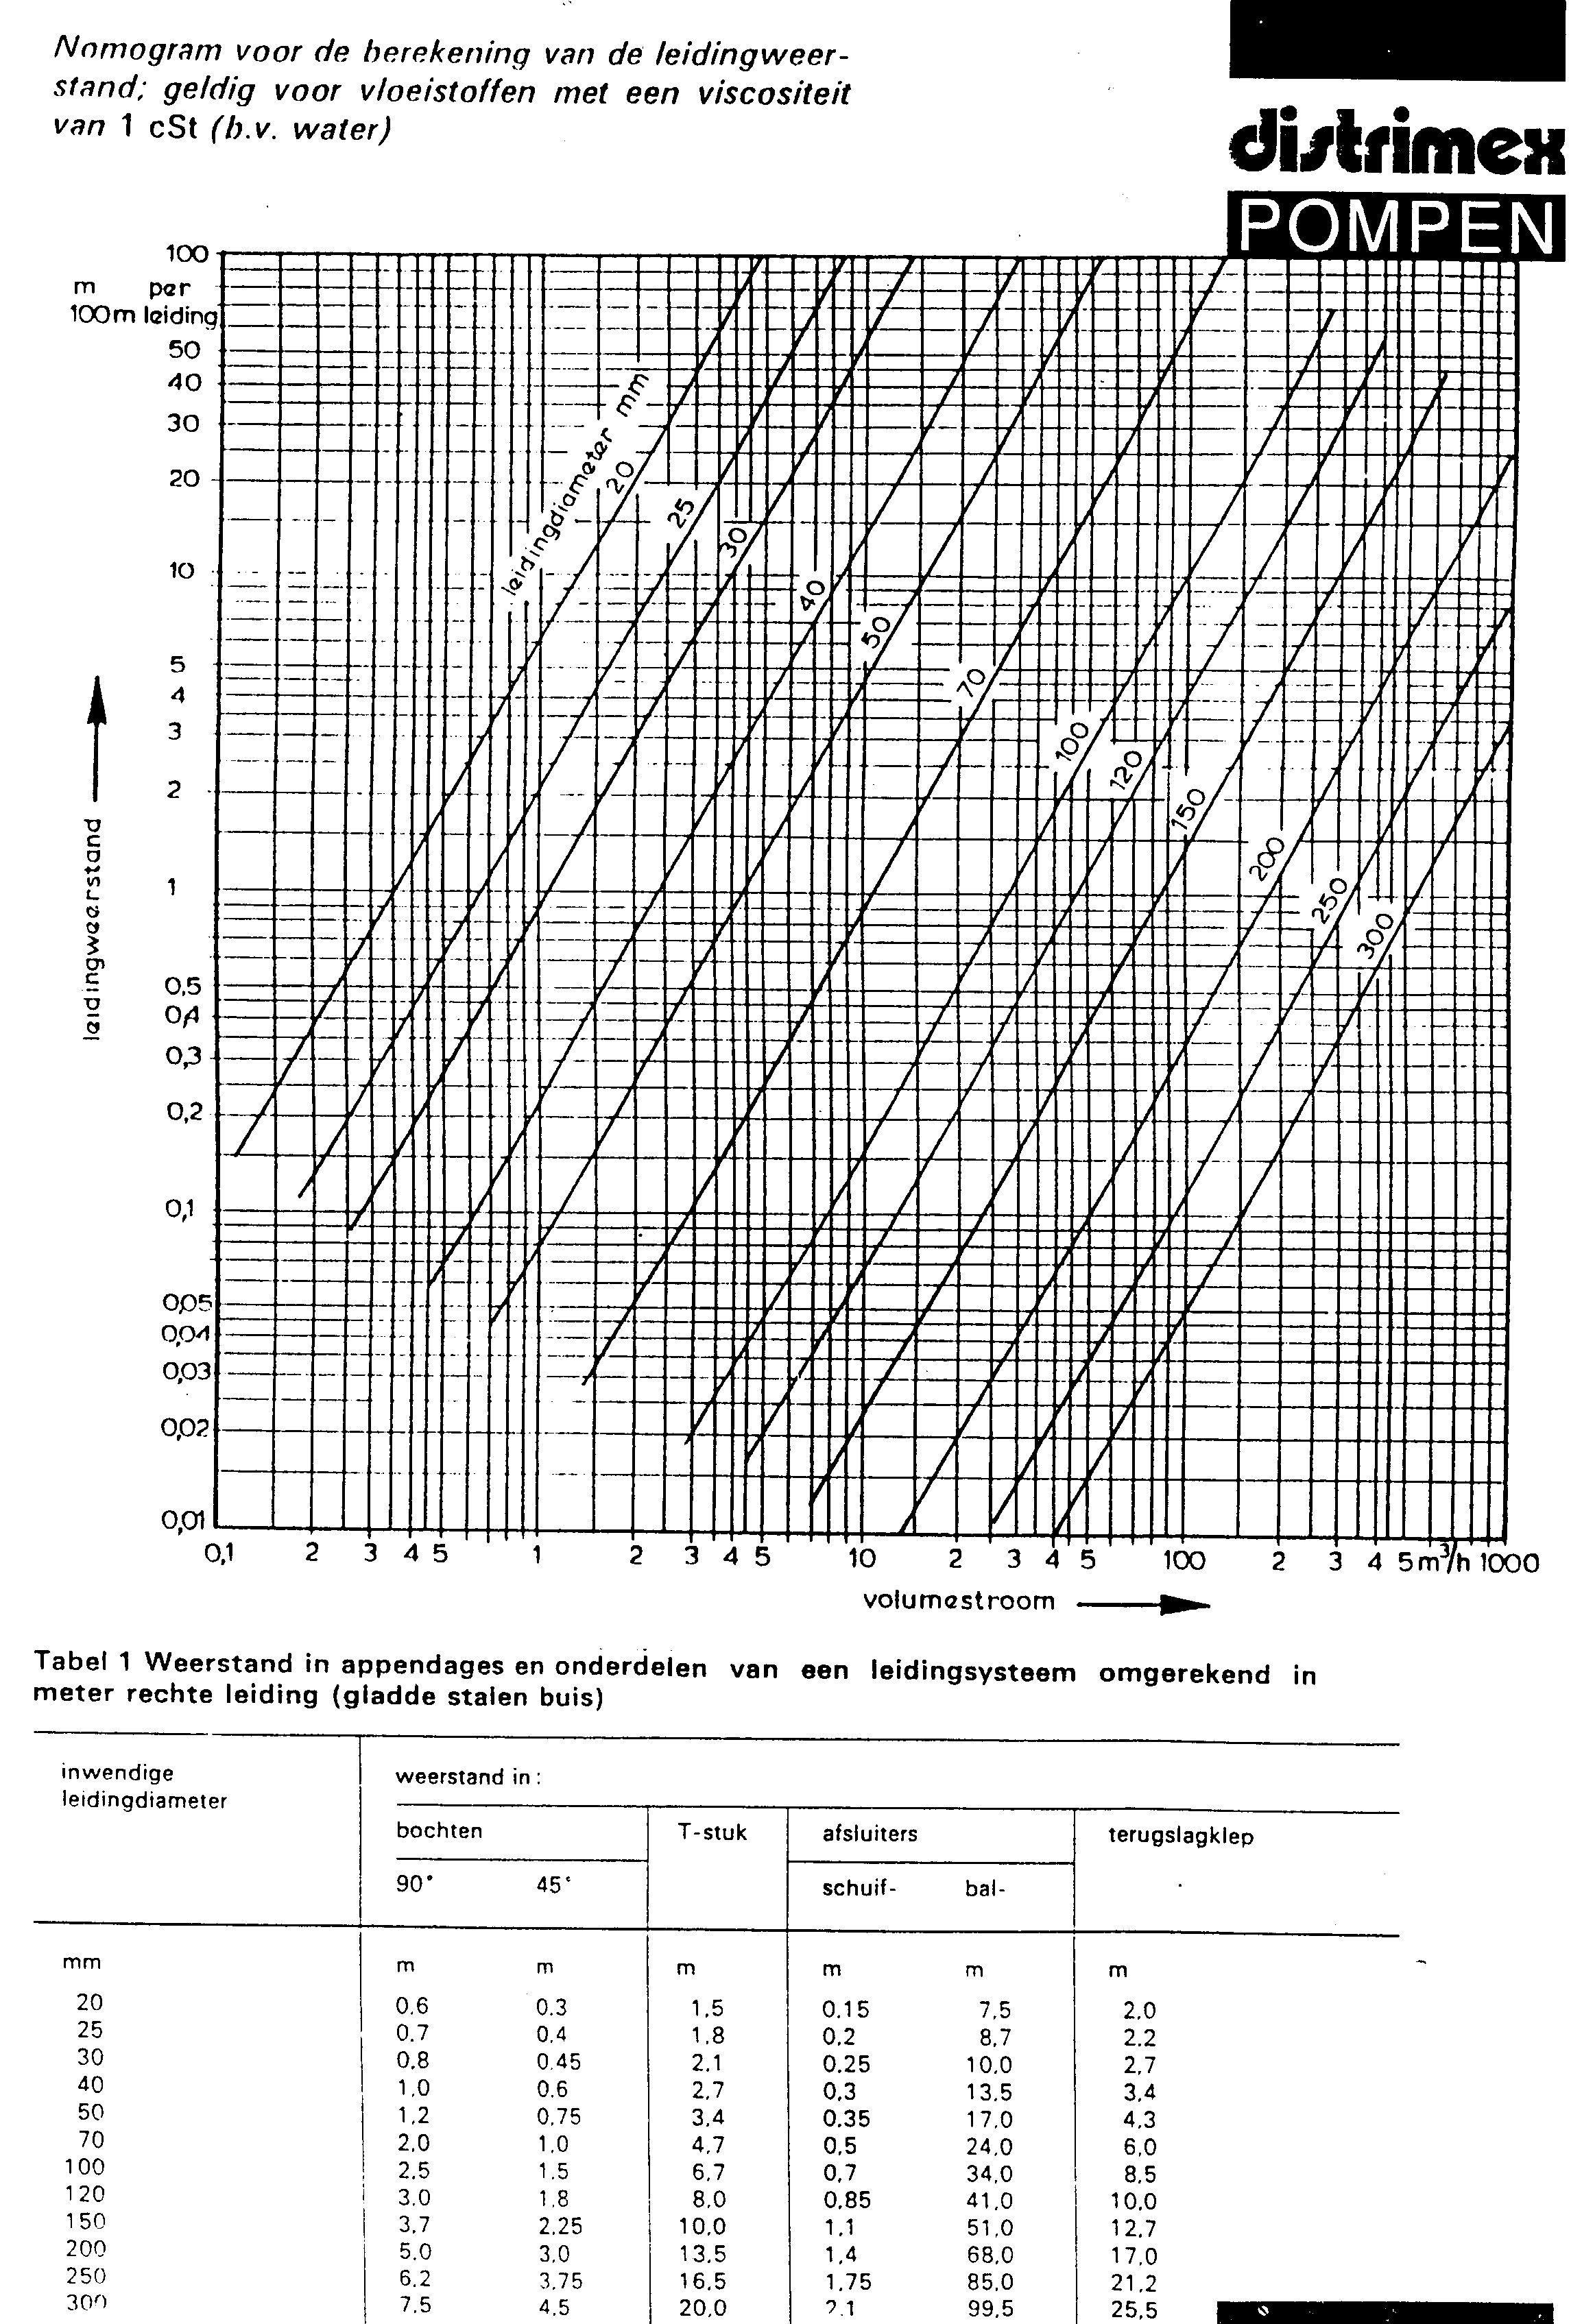 Nomogram voor de berekening van de leidingweer-
stand; geldig voor vloeistoffen met een viscositeit
van 1 cSt (b.v. water)
distrimex
POMPEN
100
m per
100m leiding
50
40
30
20
10
5
4
3
2
1
0,5
0,4
0,3
0,2
0,1
0,05
0,04
0,03
0,02
0,01
leidingweerstand
leidingdiameter mm
20
25
30
40
50
70
100
120
150
200
250
300
0,1 2 3 4 5 1 2 3 4 5 10 2 3 4 5 100 2 3 4 5 m³/h 1000
volumestroom
Tabel 1 Weerstand in appendages en onderdelen van een leidingsysteem omgerekend in
meter rechte leiding (gladde stalen buis)
inwendige
leidingdiameter
weerstand in :
bochten T-stuk afsluiters terugslagklep
90° 45° schuif- bal-
mm m m m m m m
20 0.6 0.3 1,5 0.15 7,5 2,0
25 0.7 0,4 1,8 0,2 8,7 2.2
30 0,8 0.45 2.1 0.25 10,0 2,7
40 1,0 0.6 2,7 0,3 13,5 3,4
50 1,2 0,75 3,4 0.35 17,0 4,3
70 2,0 1,0 4,7 0,5 24,0 6,0
100 2,5 1.5 6,7 0,7 34,0 8,5
120 3.0 1,8 8,0 0,85 41,0 10,0
150 3,7 2,25 10,0 1,1 51,0 12,7
200 5.0 3,0 13,5 1,4 68,0 17,0
250 6,2 3,75 16,5 1,75 85,0 21,2
300 7,5 4.5 20,0 2.1 99,5 25,5